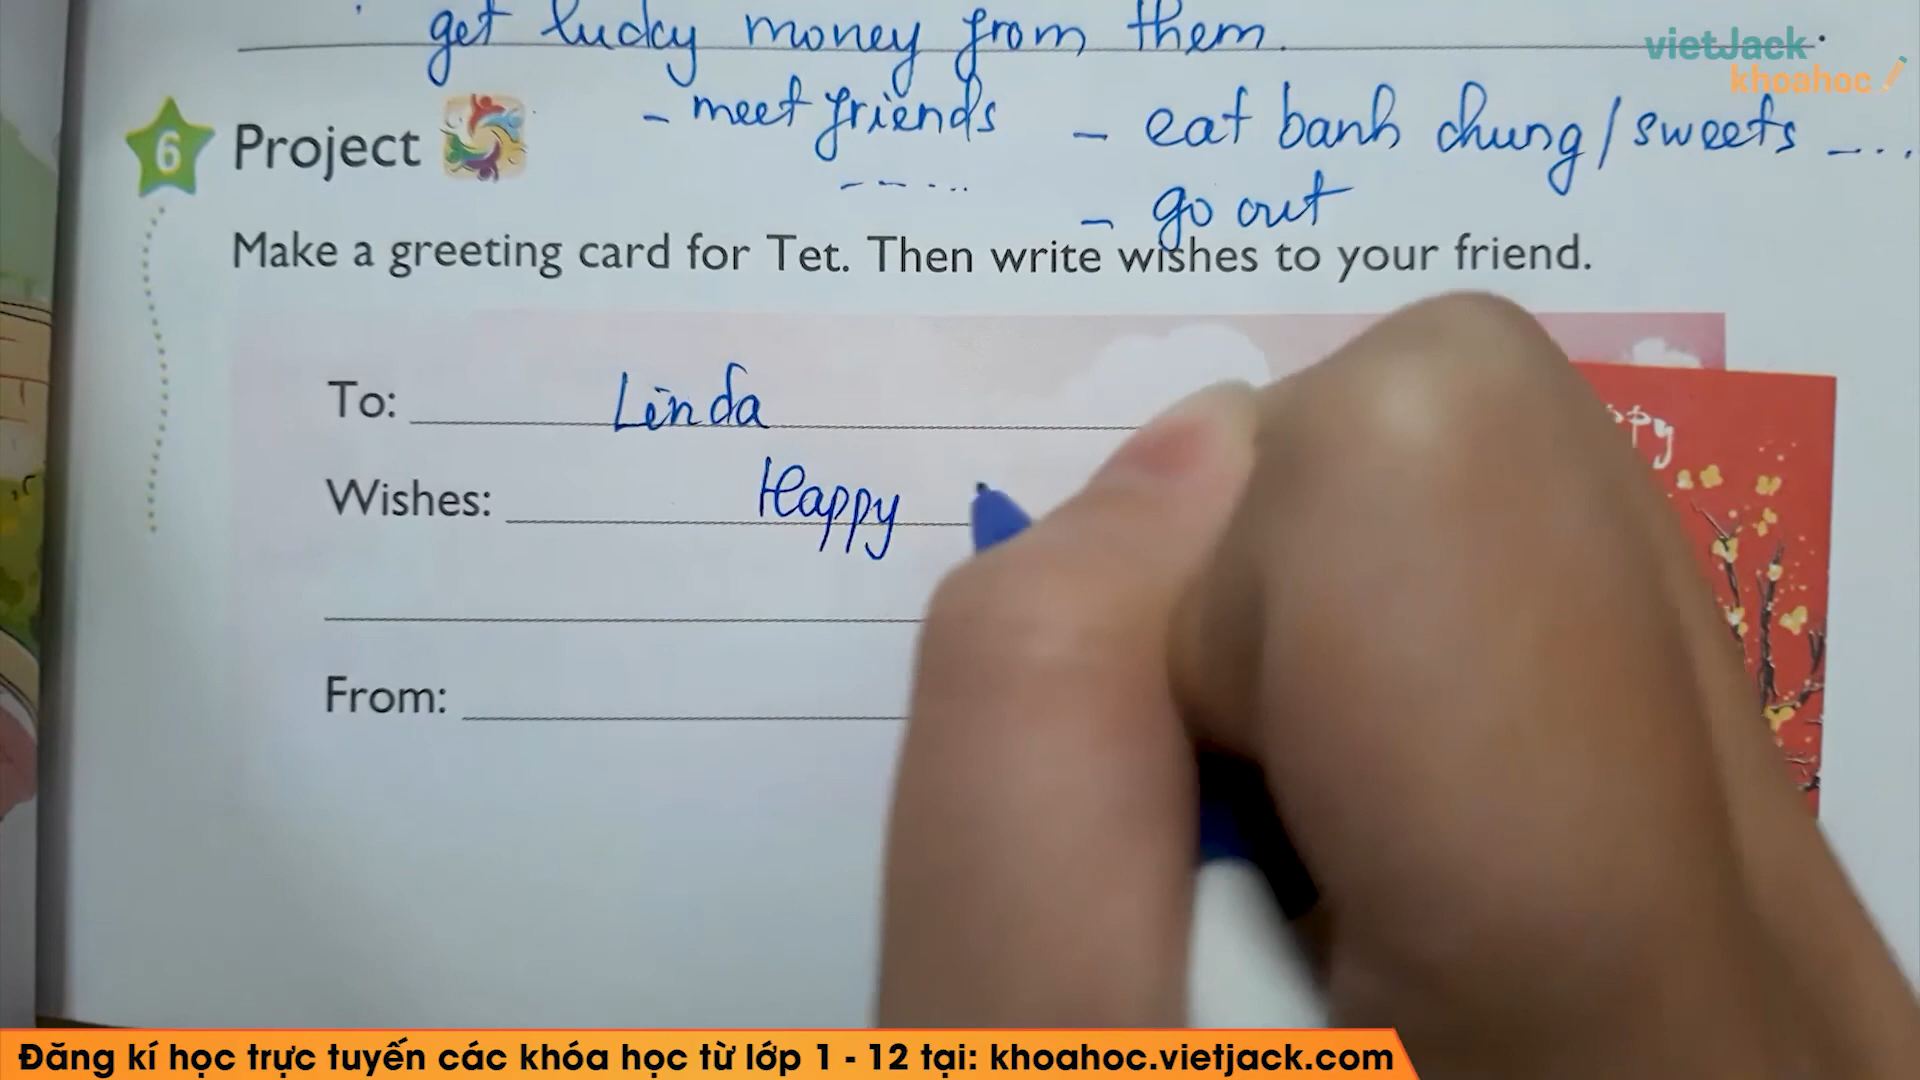 get lucky money from them.
vietJack
khoahoc
- meet friends
- eat banh chung / sweets ---..
6 Project
- go out
Make a greeting card for Tet. Then write wishes to your friend.
To: Linda
Wishes: Happy
From:
Đăng kí học trực tuyến các khóa học từ lớp 1 - 12 tại: khoahoc.vietjack.com